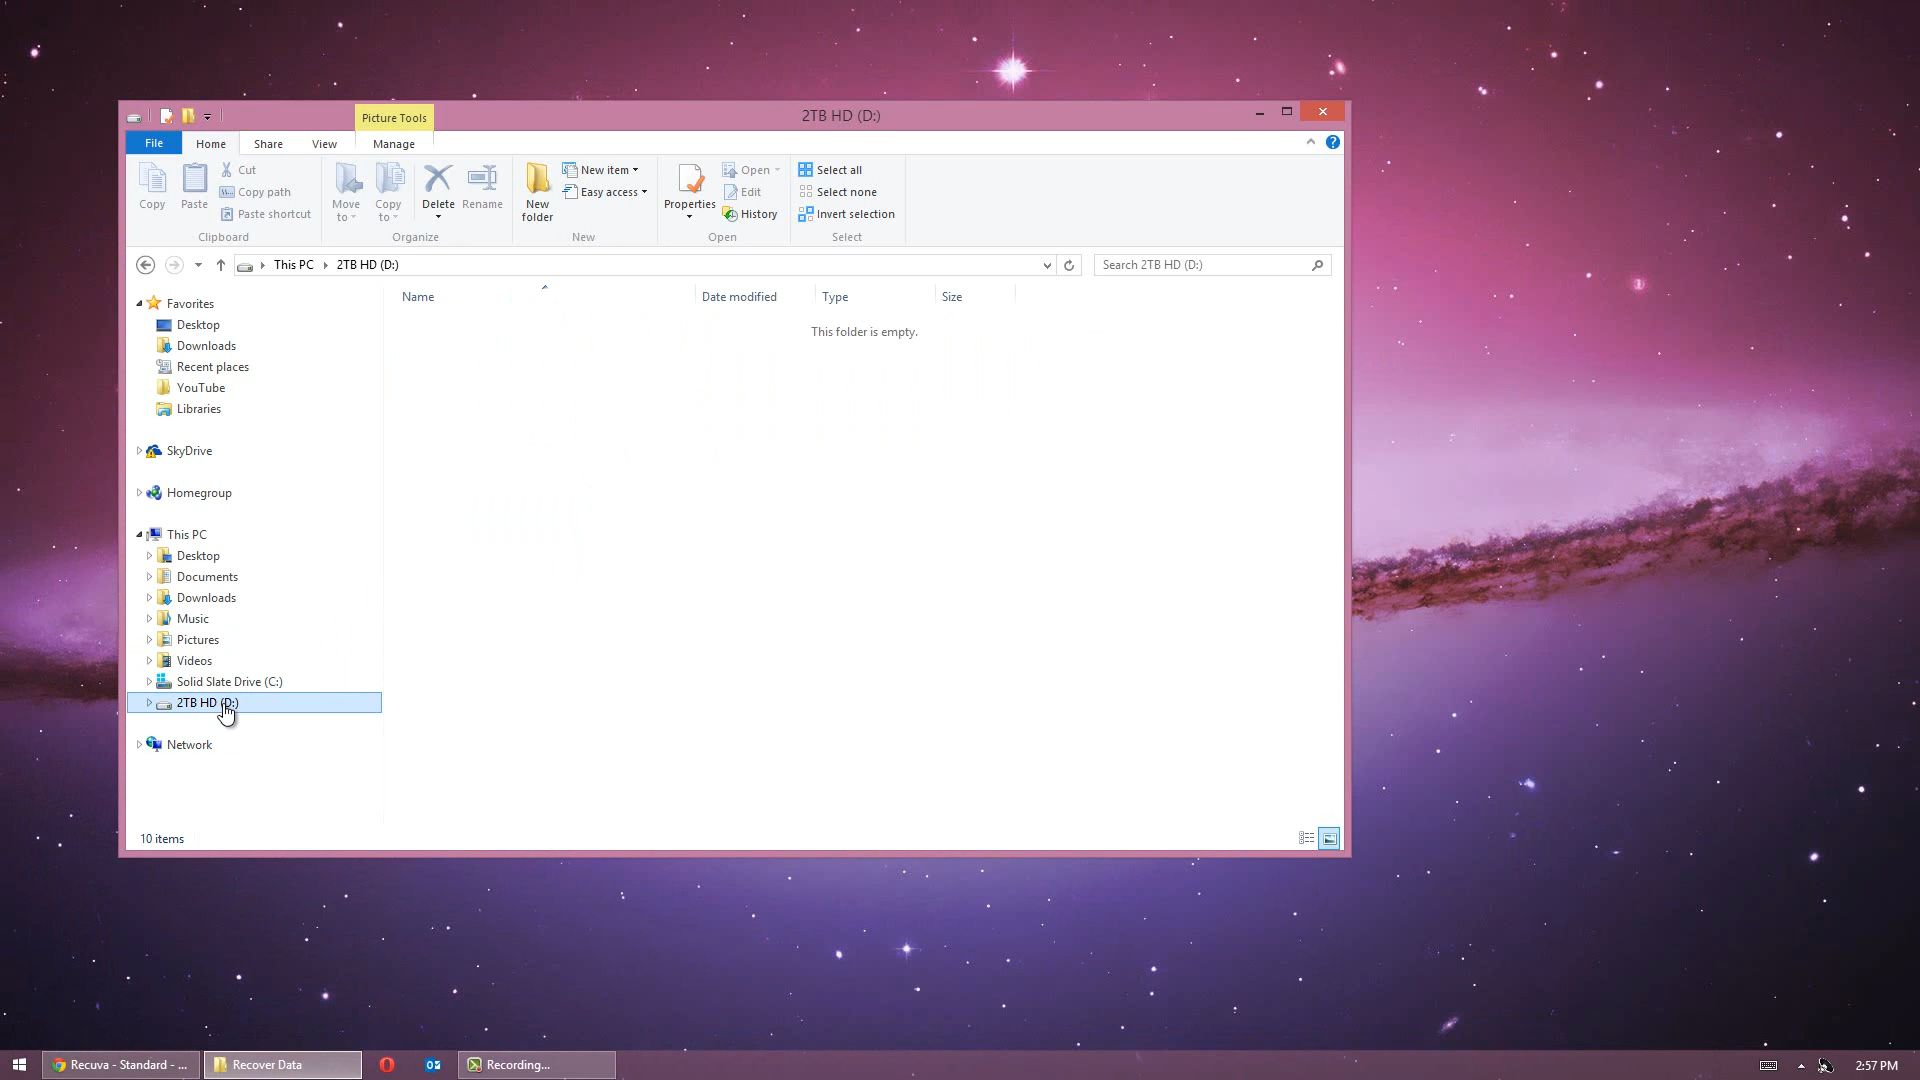 Picture Tools
2TB HD (D:)
File
Home
Share
View
Manage
Copy
Paste
Cut
Copy path
Paste shortcut
Clipboard
Move to
Copy to
Delete
Rename
Organize
New folder
New item
Easy access
New
Properties
Open
Edit
History
Open
Select all
Select none
Invert selection
Select
This PC
2TB HD (D:)
Search 2TB HD (D:)
Name
Date modified
Type
Size
This folder is empty.
Favorites
Desktop
Downloads
Recent places
YouTube
Libraries
SkyDrive
Homegroup
This PC
Desktop
Documents
Downloads
Music
Pictures
Videos
Solid Slate Drive (C:)
2TB HD (D:)
Network
10 items
Recuva - Standard - ...
Recover Data
Recording...
2:57 PM